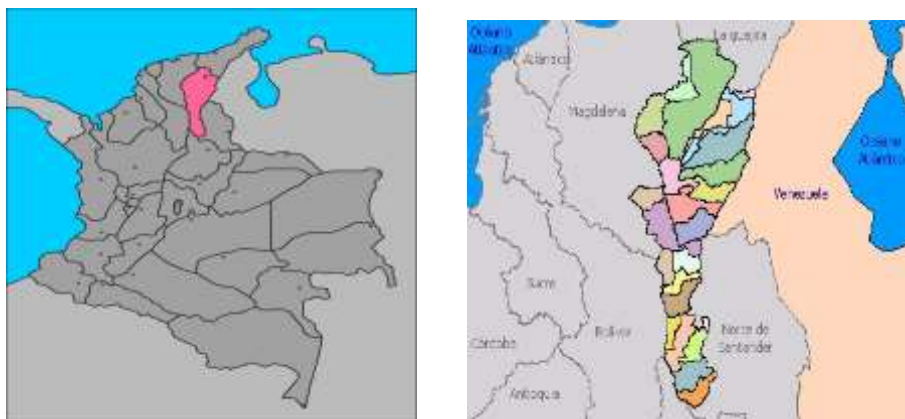 Océano
Atlántico
La guajira
Atlántico
Magdalena
Océano
Atlántico
Venezuela
Sucre
Bolívar
Norte de
Santander
Córdoba
Antioquia